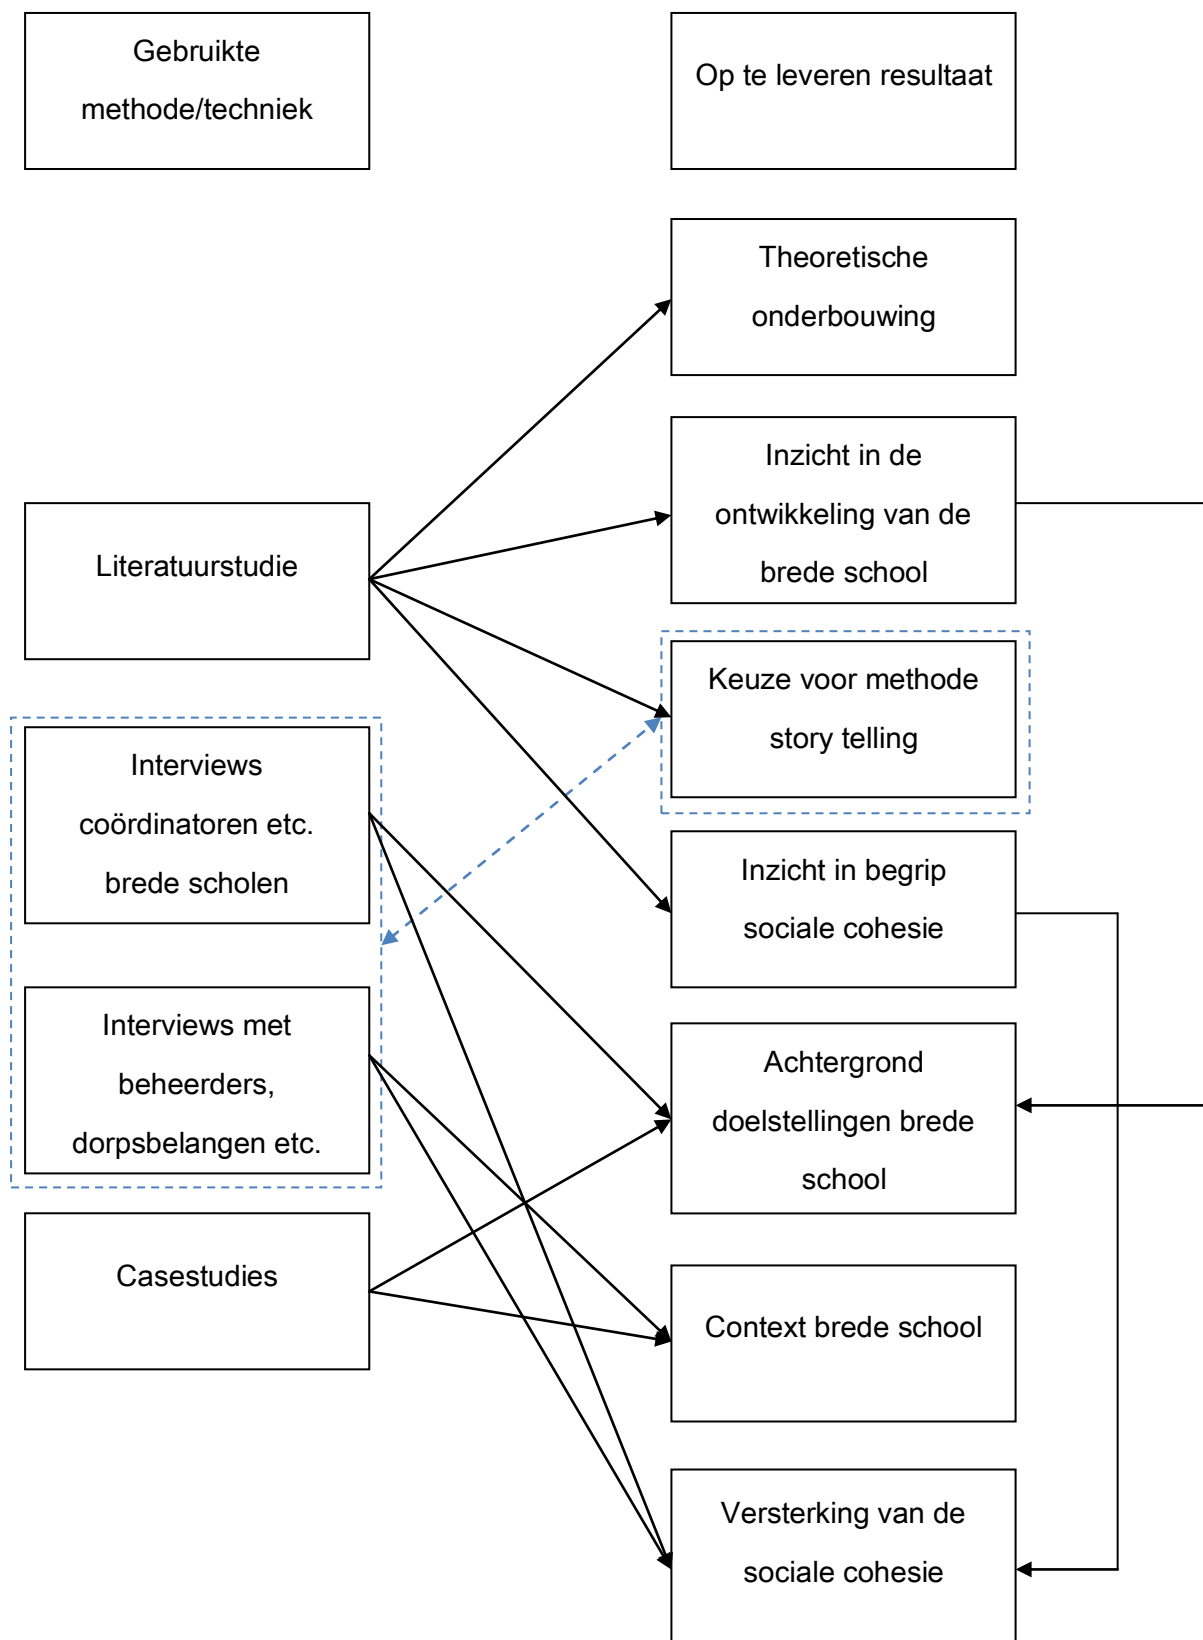 Gebruikte
methode/techniek
Op te leveren resultaat
Theoretische
onderbouwing
Inzicht in de
ontwikkeling van de
brede school
Literatuurstudie
Keuze voor methode
story telling
Interviews
coördinatoren etc.
brede scholen
Inzicht in begrip
sociale cohesie
Interviews met
beheerders,
dorpsbelangen etc.
Achtergrond
doelstellingen brede
school
Casestudies
Context brede school
Versterking van de
sociale cohesie